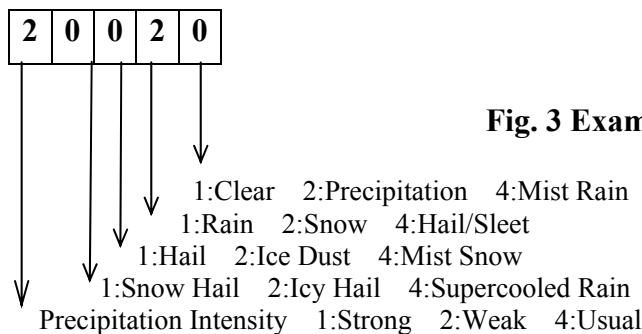 2 0 0 2 0
Fig. 3 Exam
1:Clear 2:Precipitation 4:Mist Rain
1:Rain 2:Snow 4:Hail/Sleet
1:Hail 2:Ice Dust 4:Mist Snow
1:Snow Hail 2:Icy Hail 4:Supercooled Rain
Precipitation Intensity 1:Strong 2:Weak 4:Usual